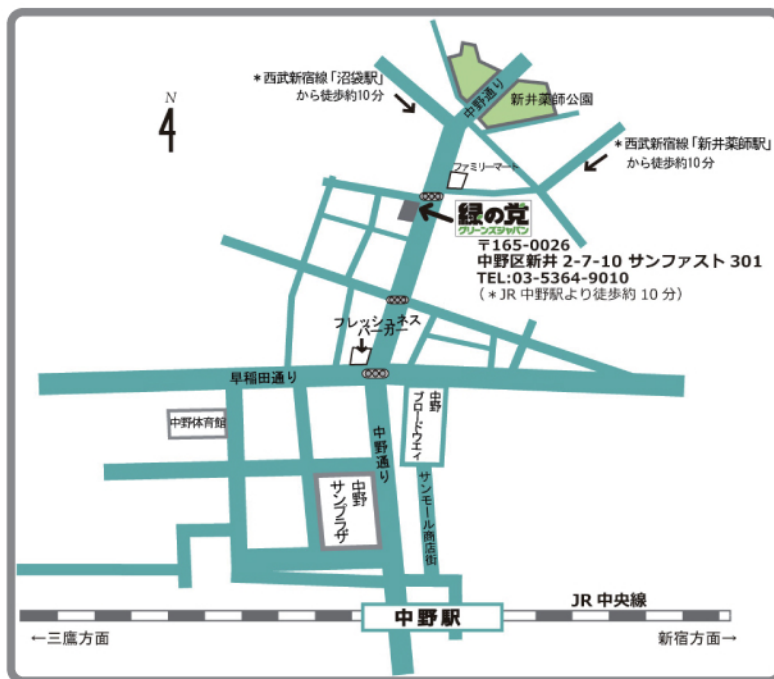 *西武新宿線「沼袋駅」
から徒歩約10分
中野通り
新井薬師公園
N
*西武新宿線「新井薬師駅」
から徒歩約10分
ファミリーマート
緑の党
グリーンズジャパン
〒165-0026
中野区新井 2-7-10 サンファスト 301
TEL:03-5364-9010
(*JR 中野駅より徒歩約 10 分)
フレッシュネス
バーガー
早稲田通り
中野体育館
中野通り
中野
ブロードウェイ
中野
サンプラザ
サンモール商店街
JR 中央線
中野駅
←三鷹方面
新宿方面→